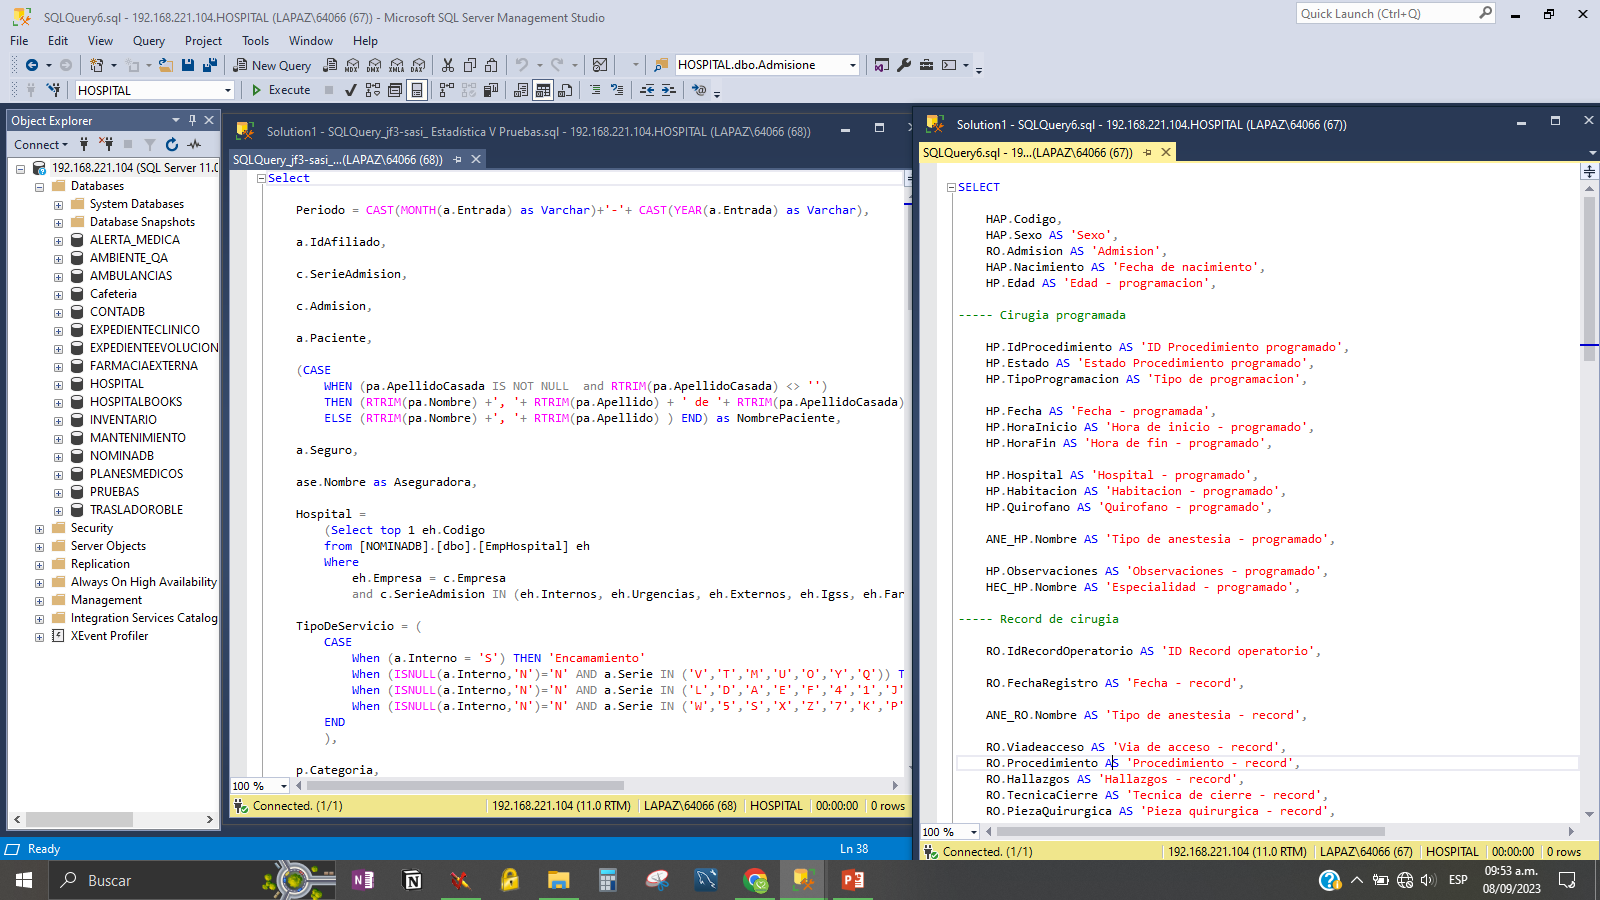 SQLQuery6.sql - 192.168.221.104.HOSPITAL (LAPAZ\64066 (67)) - Microsoft SQL Server Management Studio
Quick Launch (Ctrl+Q)
File Edit View Query Project Tools Window Help
New Query
MDX DMX XMLA DAX
HOSPITAL.dbo.Admisione
HOSPITAL
Execute
Object Explorer
Connect
192.168.221.104 (SQL Server 11.0
Databases
System Databases
Database Snapshots
ALERTA_MEDICA
AMBIENTE_QA
AMBULANCIAS
Cafeteria
CONTADB
EXPEDIENTECLINICO
EXPEDIENTEEVOLUCION
FARMACIAEXTERNA
HOSPITAL
HOSPITALBOOKS
INVENTARIO
MANTENIMIENTO
NOMINADB
PLANESMEDICOS
PRUEBAS
TRASLADOROBLE
Security
Server Objects
Replication
Always On High Availability
Management
Integration Services Catalog
XEvent Profiler
Solution1 - SQLQuery_jf3-sasi_ Estadística V Pruebas.sql - 192.168.221.104.HOSPITAL (LAPAZ\64066 (68))
SQLQuery_jf3-sasi_...(LAPAZ\64066 (68))
Select
Periodo = CAST(MONTH(a.Entrada) as Varchar)+'-'+ CAST(YEAR(a.Entrada) as Varchar),
a.IdAfiliado,
c.SerieAdmision,
c.Admision,
a.Paciente,
(CASE
WHEN (pa.ApellidoCasada IS NOT NULL  and RTRIM(pa.ApellidoCasada) <> '')
THEN (RTRIM(pa.Nombre) +', '+ RTRIM(pa.Apellido) + ' de '+ RTRIM(pa.ApellidoCasada)
ELSE (RTRIM(pa.Nombre) +', '+ RTRIM(pa.Apellido) ) END) as NombrePaciente,
a.Seguro,
ase.Nombre as Aseguradora,
Hospital =
(Select top 1 eh.Codigo
from [NOMINADB].[dbo].[EmpHospital] eh
Where
eh.Empresa = c.Empresa
and c.SerieAdmision IN (eh.Internos, eh.Urgencias, eh.Externos, eh.Igss, eh.Far
TipoDeServicio = (
CASE
When (a.Interno = 'S') THEN 'Encamamiento'
When (ISNULL(a.Interno,'N')='N' AND a.Serie IN ('V','T','M','U','O','Y','Q')) T
When (ISNULL(a.Interno,'N')='N' AND a.Serie IN ('L','D','A','E','F','4','1','J'
When (ISNULL(a.Interno,'N')='N' AND a.Serie IN ('W','5','S','X','Z','7','K','P'
END
),
p.Categoria,
100 %
Connected. (1/1)
192.168.221.104 (11.0 RTM) LAPAZ\64066 (68) HOSPITAL 00:00:00 0 rows
Solution1 - SQLQuery6.sql - 192.168.221.104.HOSPITAL (LAPAZ\64066 (67))
SQLQuery6.sql - 19...(LAPAZ\64066 (67))
SELECT
HAP.Codigo,
HAP.Sexo AS 'Sexo',
RO.Admision AS 'Admision',
HAP.Nacimiento AS 'Fecha de nacimiento',
HP.Edad AS 'Edad - programacion',
----- Cirugia programada
HP.IdProcedimiento AS 'ID Procedimiento programado',
HP.Estado AS 'Estado Procedimiento programado',
HP.TipoProgramacion AS 'Tipo de programacion',
HP.Fecha AS 'Fecha - programada',
HP.HoraInicio AS 'Hora de inicio - programado',
HP.HoraFin AS 'Hora de fin - programado',
HP.Hospital AS 'Hospital - programado',
HP.Habitacion AS 'Habitacion - programado',
HP.Quirofano AS 'Quirofano - programado',
ANE_HP.Nombre AS 'Tipo de anestesia - programado',
HP.Observaciones AS 'Observaciones - programado',
HEC_HP.Nombre AS 'Especialidad - programado',
----- Record de cirugia
RO.IdRecordOperatorio AS 'ID Record operatorio',
RO.FechaRegistro AS 'Fecha - record',
ANE_RO.Nombre AS 'Tipo de anestesia - record',
RO.Viadeacceso AS 'Via de acceso - record',
RO.Procedimiento AS 'Procedimiento - record',
RO.Hallazgos AS 'Hallazgos - record',
RO.TecnicaCierre AS 'Tecnica de cierre - record',
RO.PiezaQuirurgica AS 'Pieza quirurgica - record',
100 %
Connected. (1/1)
192.168.221.104 (11.0 RTM) LAPAZ\64066 (67) HOSPITAL 00:00:00 0 rows
Ready
Ln 38
Buscar
ESP
09:53 a.m.
08/09/2023